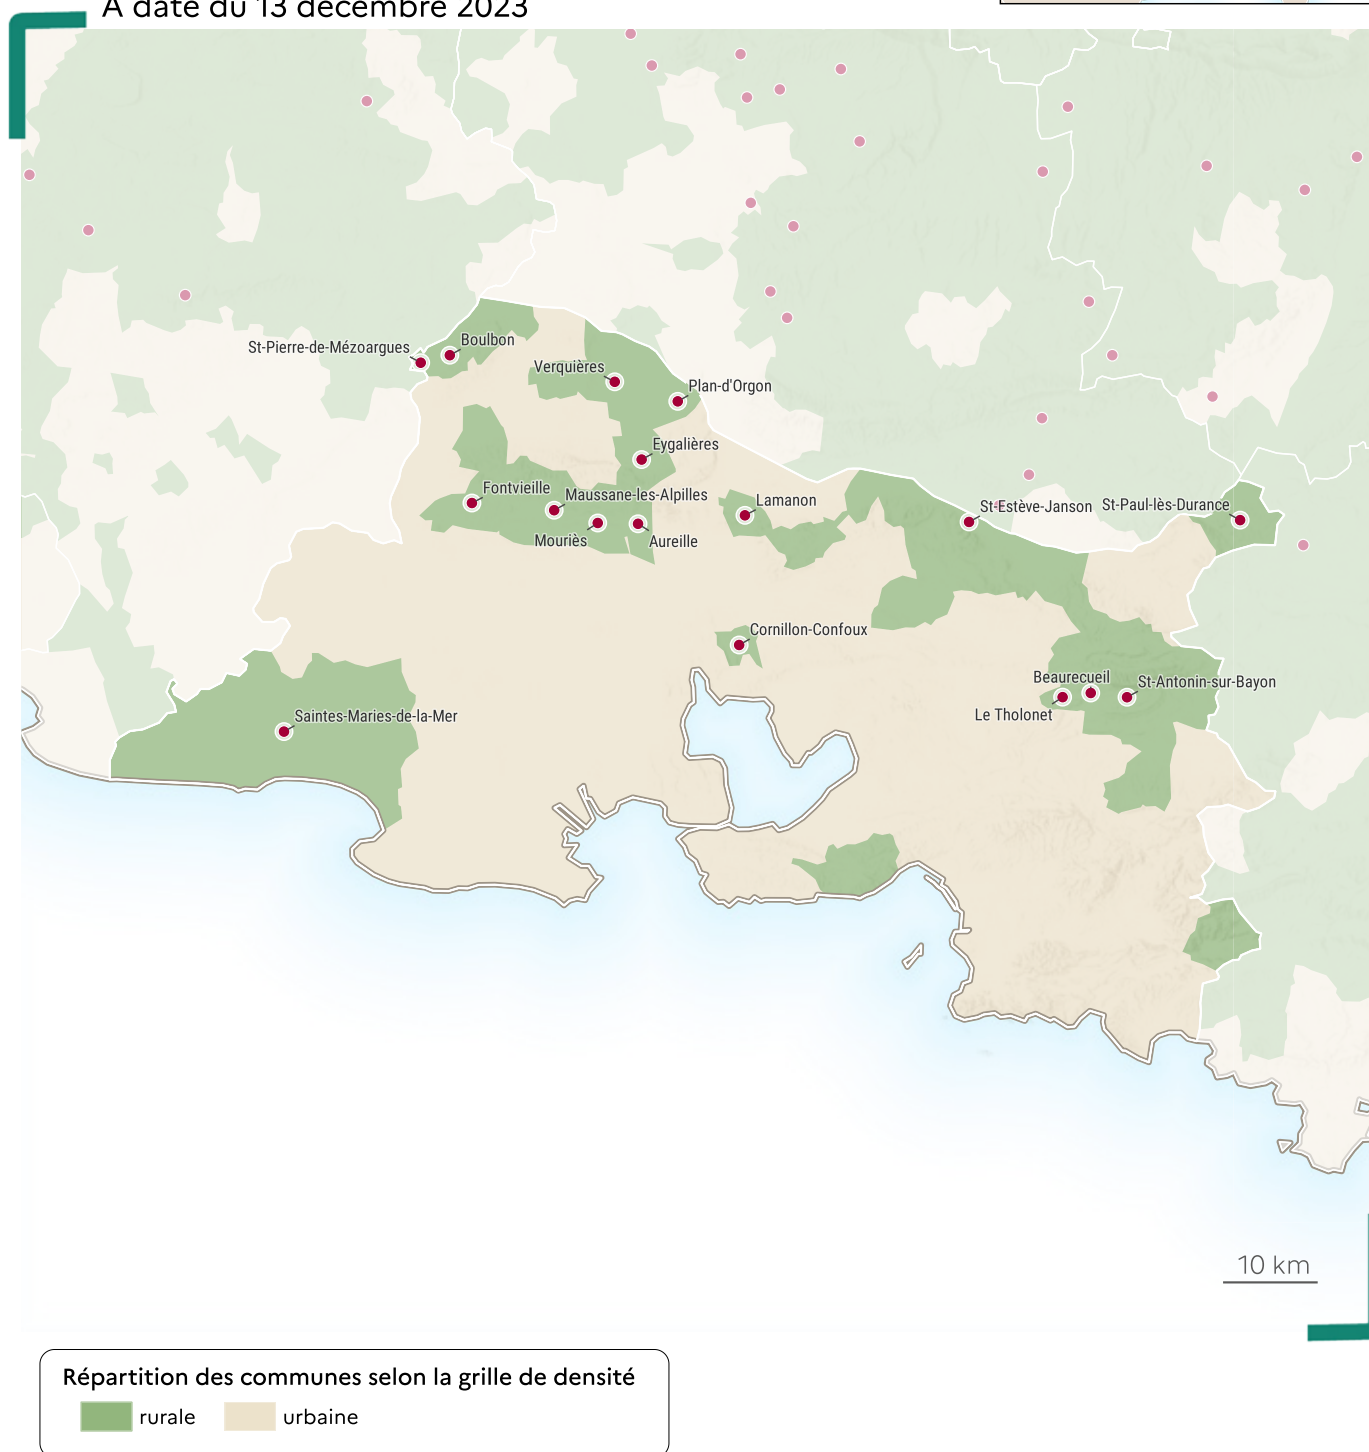 A date du 13 décembre 2023
St-Pierre-de-Mézoargues
Boulbon
Verquières
Plan-d'Orgon
Eygalières
Fontvieille
Maussane-les-Alpilles
Lamanon
St-Estève-Janson
St-Paul-lès-Durance
Mouriès
Aureille
Cornillon-Confoux
Beaurecueil
St-Antonin-sur-Bayon
Le Tholonet
Saintes-Maries-de-la-Mer
10 km
Répartition des communes selon la grille de densité
rurale
urbaine